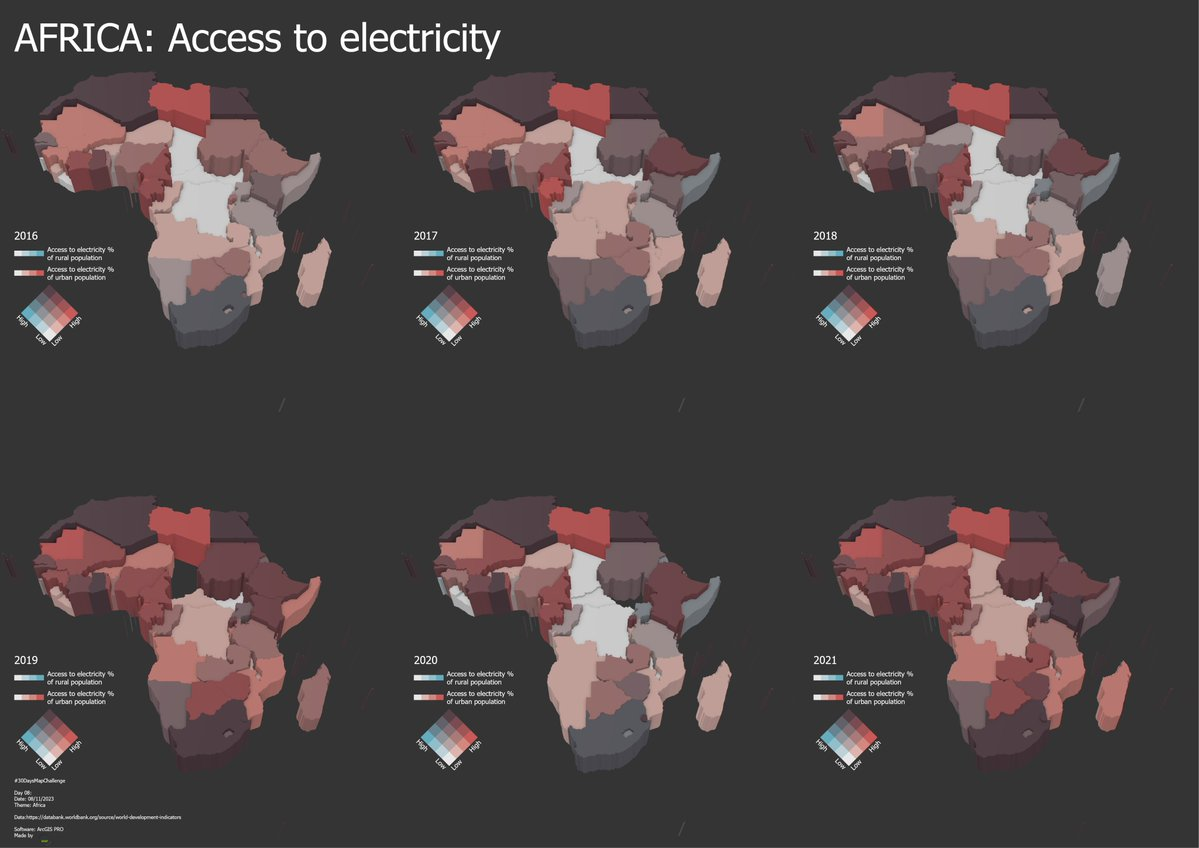 AFRICA: Access to electricity
2016
Access to electricity %
of rural population
Access to electricity %
of urban population
High
High
Low
Low
2017
Access to electricity %
of rural population
Access to electricity %
of urban population
High
High
Low
Low
2018
Access to electricity %
of rural population
Access to electricity %
of urban population
High
High
Low
Low
2019
Access to electricity %
of rural population
Access to electricity %
of urban population
High
High
Low
Low
2020
Access to electricity %
of rural population
Access to electricity %
of urban population
High
High
Low
Low
2021
Access to electricity %
of rural population
Access to electricity %
of urban population
High
High
Low
Low
#30DaysMapChallenge
Day 08:
Date: 08/11/2023
Theme: Africa
Data:https://databank.worldbank.org/source/world-development-indicators
Software: ArcGIS PRO
Made by